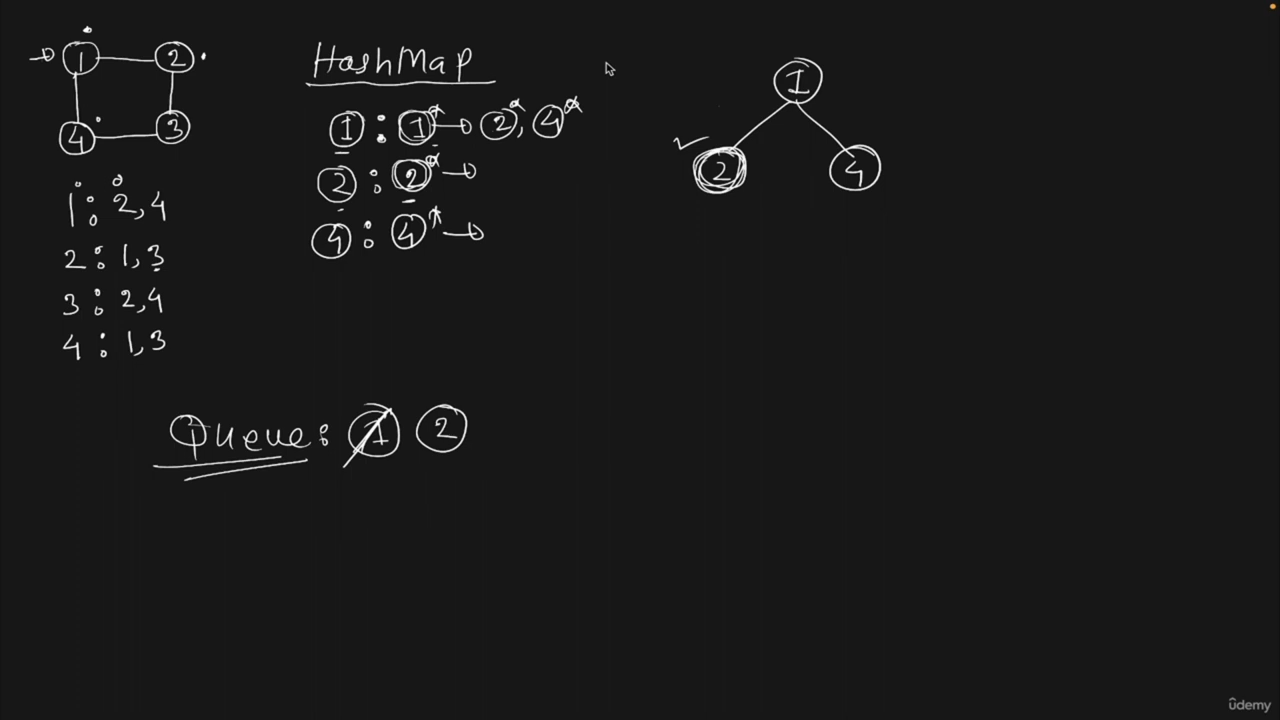 1 2
4 3
1 : 2, 4
2 : 1, 3
3 : 2, 4
4 : 1, 3
HashMap
1 : 1* → 2*, 4*
2 : 2* →
4 : 4* →
Queue: 1 2
1
2 4
udemy